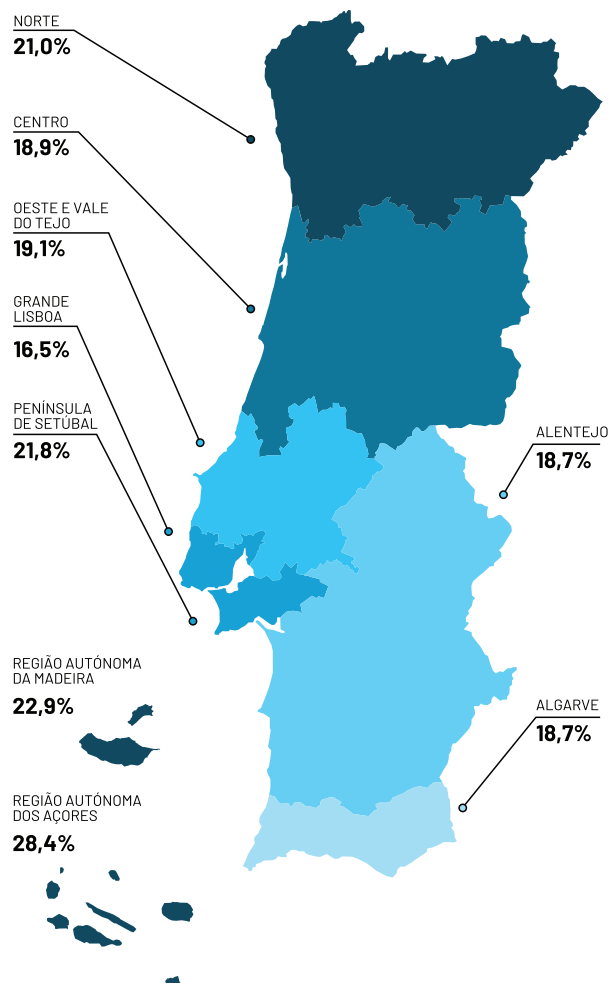 NORTE
21,0%
CENTRO
18,9%
OESTE E VALE
DO TEJO
19,1%
GRANDE
LISBOA
16,5%
PENÍNSULA
DE SETÚBAL
21,8%
ALENTEJO
18,7%
REGIÃO AUTÓNOMA
DA MADEIRA
22,9%
ALGARVE
18,7%
REGIÃO AUTÓNOMA
DOS AÇORES
28,4%